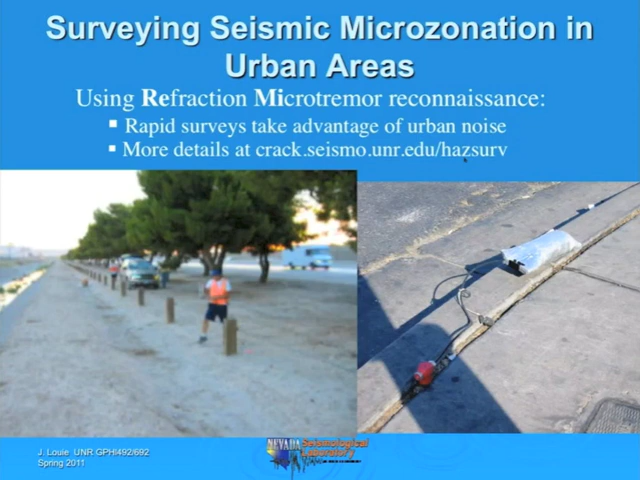 Surveying Seismic Microzonation in
Urban Areas
Using Refraction Microtremor reconnaissance:
▪ Rapid surveys take advantage of urban noise
▪ More details at crack.seismo.unr.edu/hazsurv
J. Louie UNR GPH492/692
Spring 2011
NEVADA Seismological
Laboratory